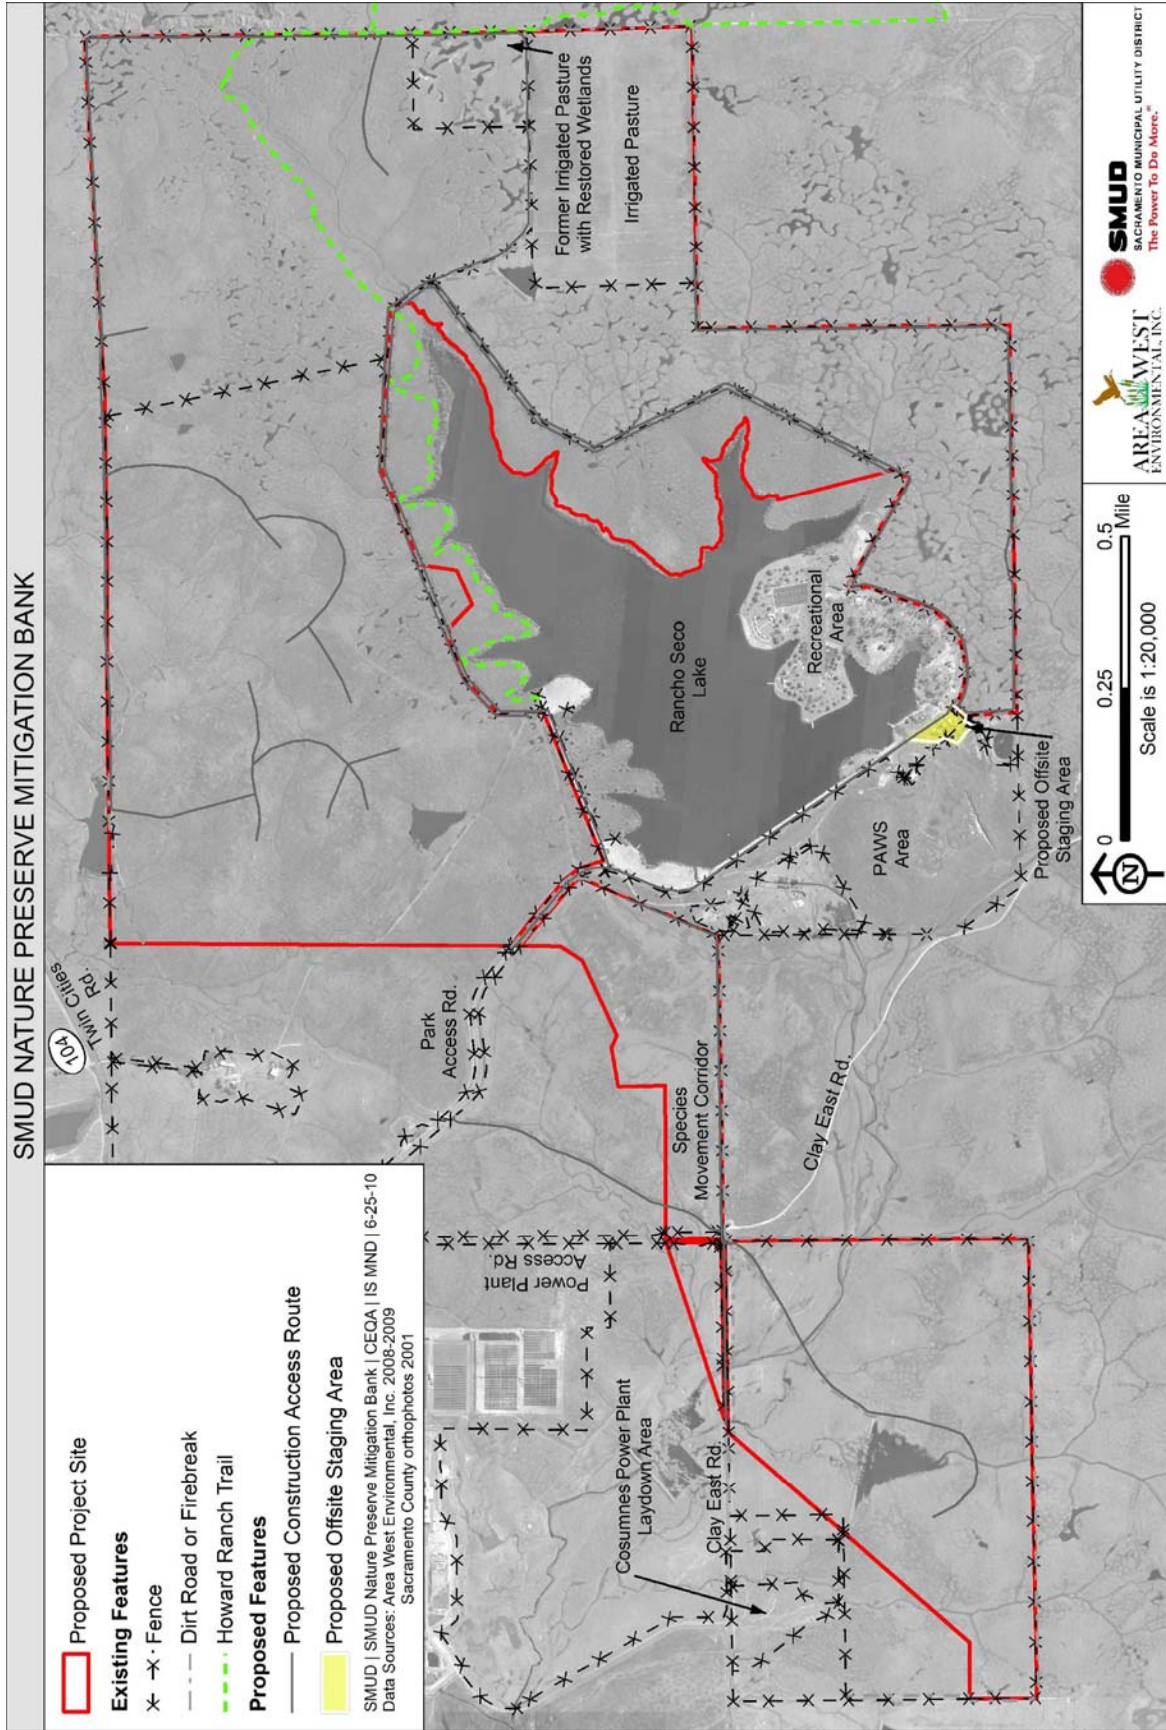 SMUD NATURE PRESERVE MITIGATION BANK
Proposed Project Site
Existing Features
Fence
Dirt Road or Firebreak
Howard Ranch Trail
Proposed Features
Proposed Construction Access Route
Proposed Offsite Staging Area
SMUD | SMUD Nature Preserve Mitigation Bank | CEQA | IS MND | 6-25-10
Data Sources: Area West Environmental, Inc. 2008-2009
Sacramento County orthophotos 2001
104
Twin Cities
Rd.
Park
Access Rd.
Power Plant
Access Rd.
Former Irrigated Pasture
with Restored Wetlands
Irrigated Pasture
Rancho Seco
Lake
Recreational
Area
Species
Movement Corridor
PAWS
Area
Proposed Offsite
Staging Area
Clay East Rd.
Cosumnes Power Plant
Laydown Area
Clay East Rd.
N
0 0.25 0.5
Mile
Scale is 1:20,000
AREA WEST
ENVIRONMENTAL, INC.
SMUD
SACRAMENTO MUNICIPAL UTILITY DISTRICT
The Power To Do More.®